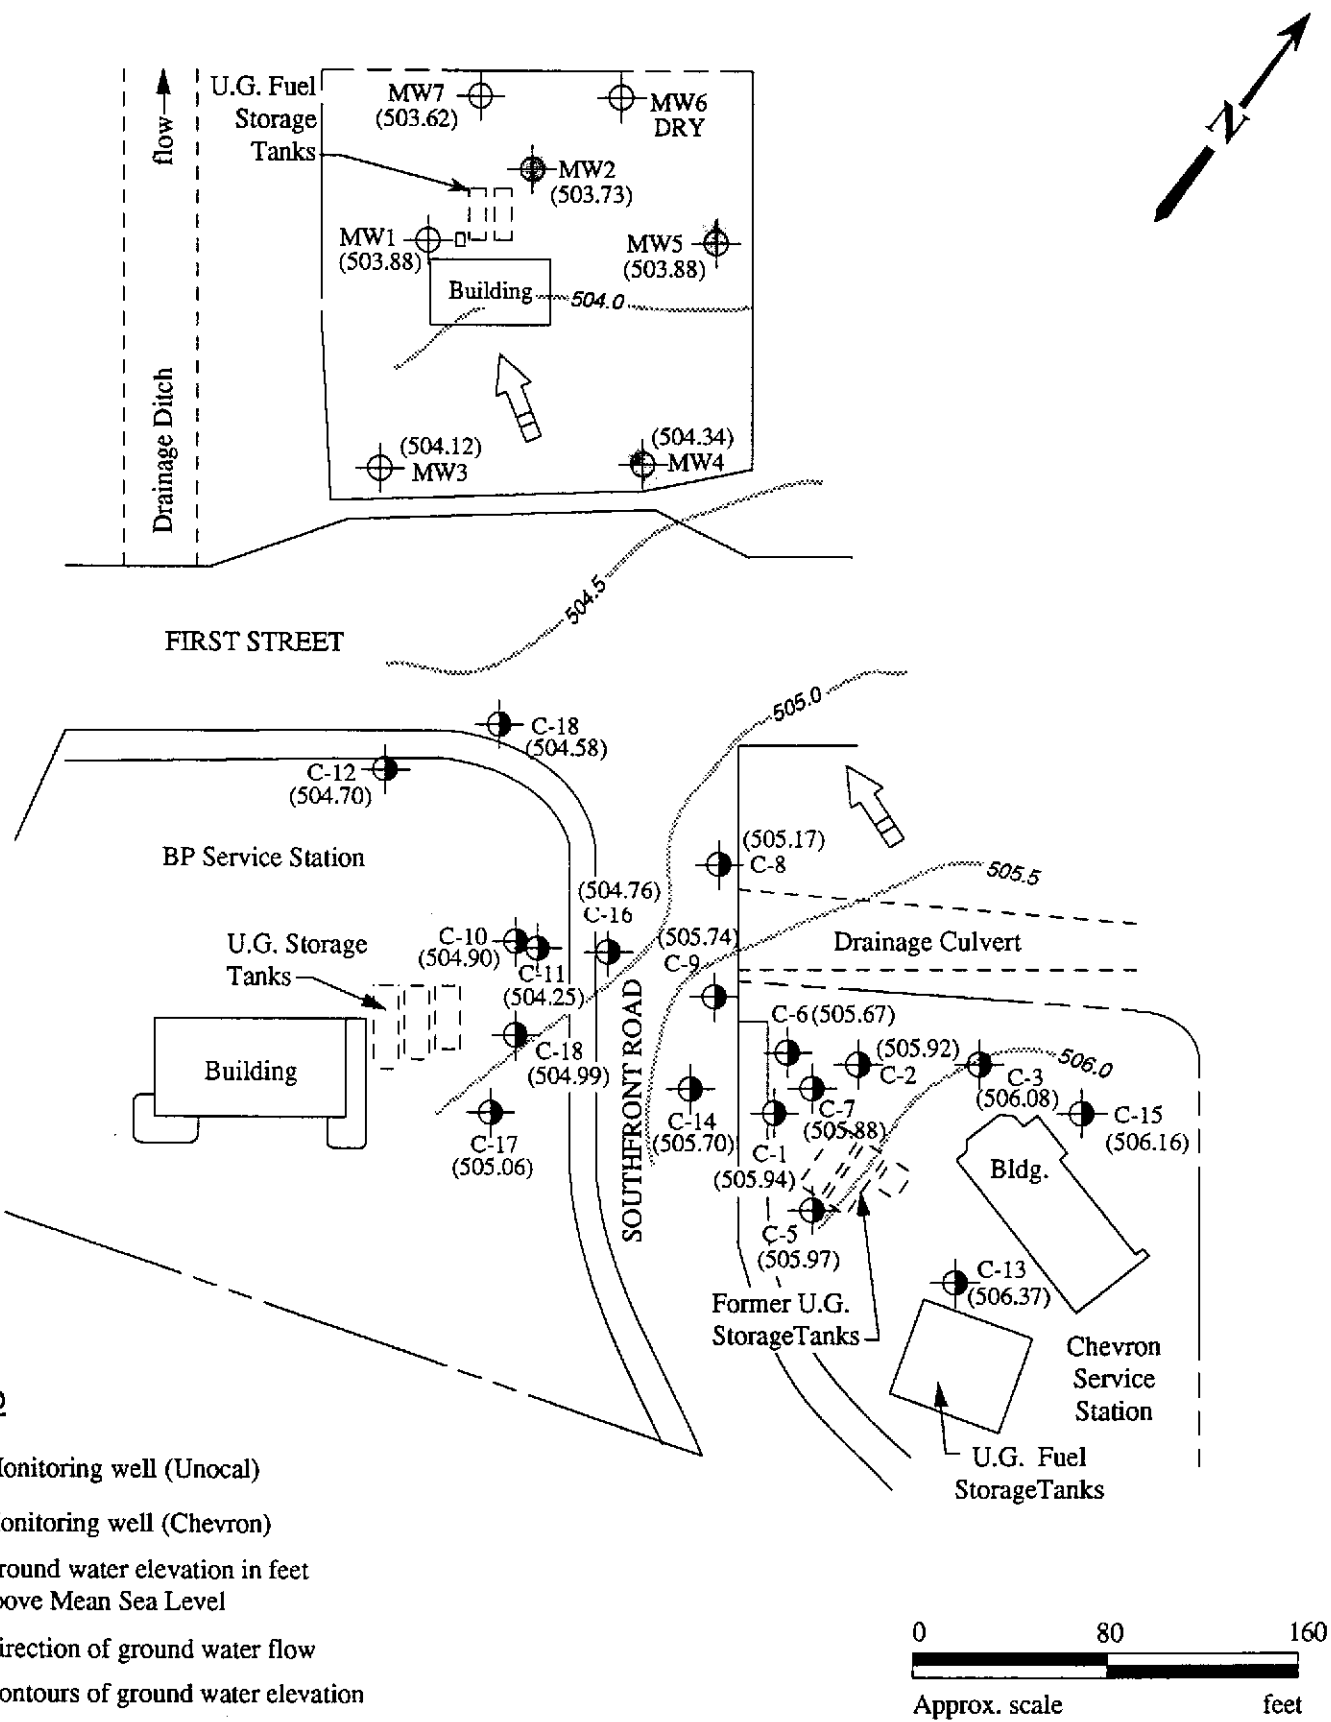 N
flow
U.G. Fuel
Storage
Tanks
MW7
(503.62)
MW6
DRY
MW2
(503.73)
MW1
(503.88)
MW5
(503.88)
Building
504.0
Drainage Ditch
(504.12)
MW3
(504.34)
MW4
504.5
FIRST STREET
505.0
C-18
(504.58)
C-12
(504.70)
BP Service Station
(505.17)
C-8
505.5
(504.76)
C-16
C-10
(504.90)
C-11
(504.25)
U.G. Storage
Tanks
(505.74)
C-9
Drainage Culvert
SOUTHFRONT ROAD
C-6 (505.67)
(505.92)
C-2
C-3
(506.08)
506.0
C-15
(506.16)
C-18
(504.99)
Building
C-17
(505.06)
C-14
(505.70)
C-7
(505.88)
C-1
(505.94)
Bldg.
C-5
(505.97)
C-13
(506.37)
Former U.G.
StorageTanks
Chevron
Service
Station
U.G. Fuel
StorageTanks
well (Unocal)
well (Chevron)
water elevation in feet
Mean Sea Level
of ground water flow
of ground water elevation
0 80 160
Approx. scale feet